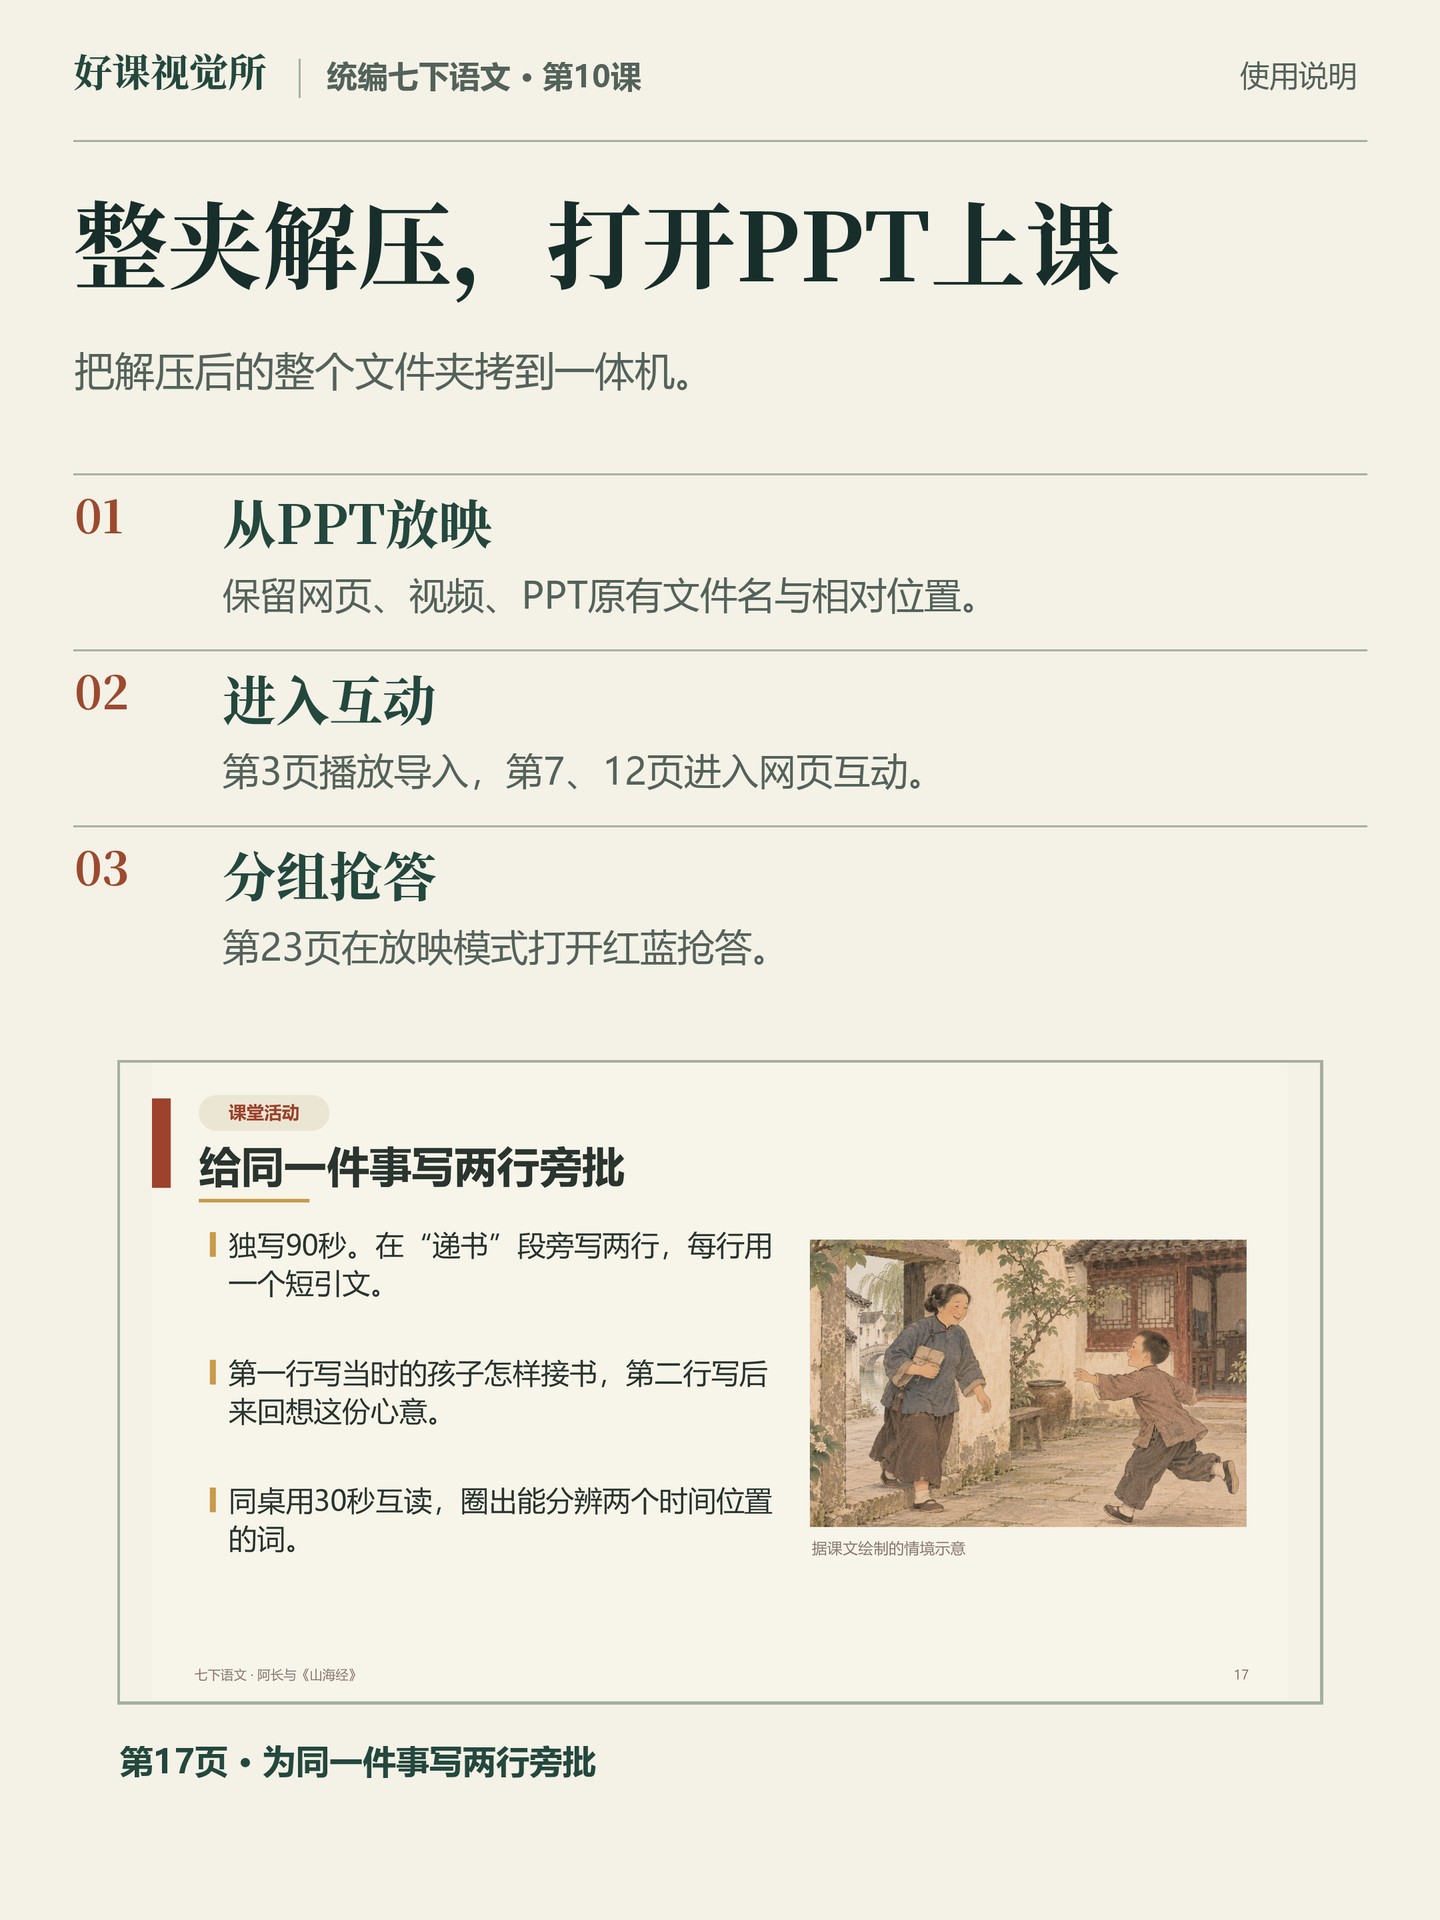 好课视觉所
统编七下语文·第10课
使用说明
整夹解压，打开PPT上课
把解压后的整个文件夹拷到一体机。
01
从PPT放映
保留网页、视频、PPT原有文件名与相对位置。
02
进入互动
第3页播放导入，第7、12页进入网页互动。
03
分组抢答
第23页在放映模式打开红蓝抢答。
课堂活动
给同一件事写两行旁批
独写90秒。在“递书”段旁写两行，每行用
一个短引文。
第一行写当时的孩子怎样接书，第二行写后
来回想这份心意。
同桌用30秒互读，圈出能分辨两个时间位置
的词。
据课文绘制的情境示意
七下语文·阿长与《山海经》
17
第17页·为同一件事写两行旁批